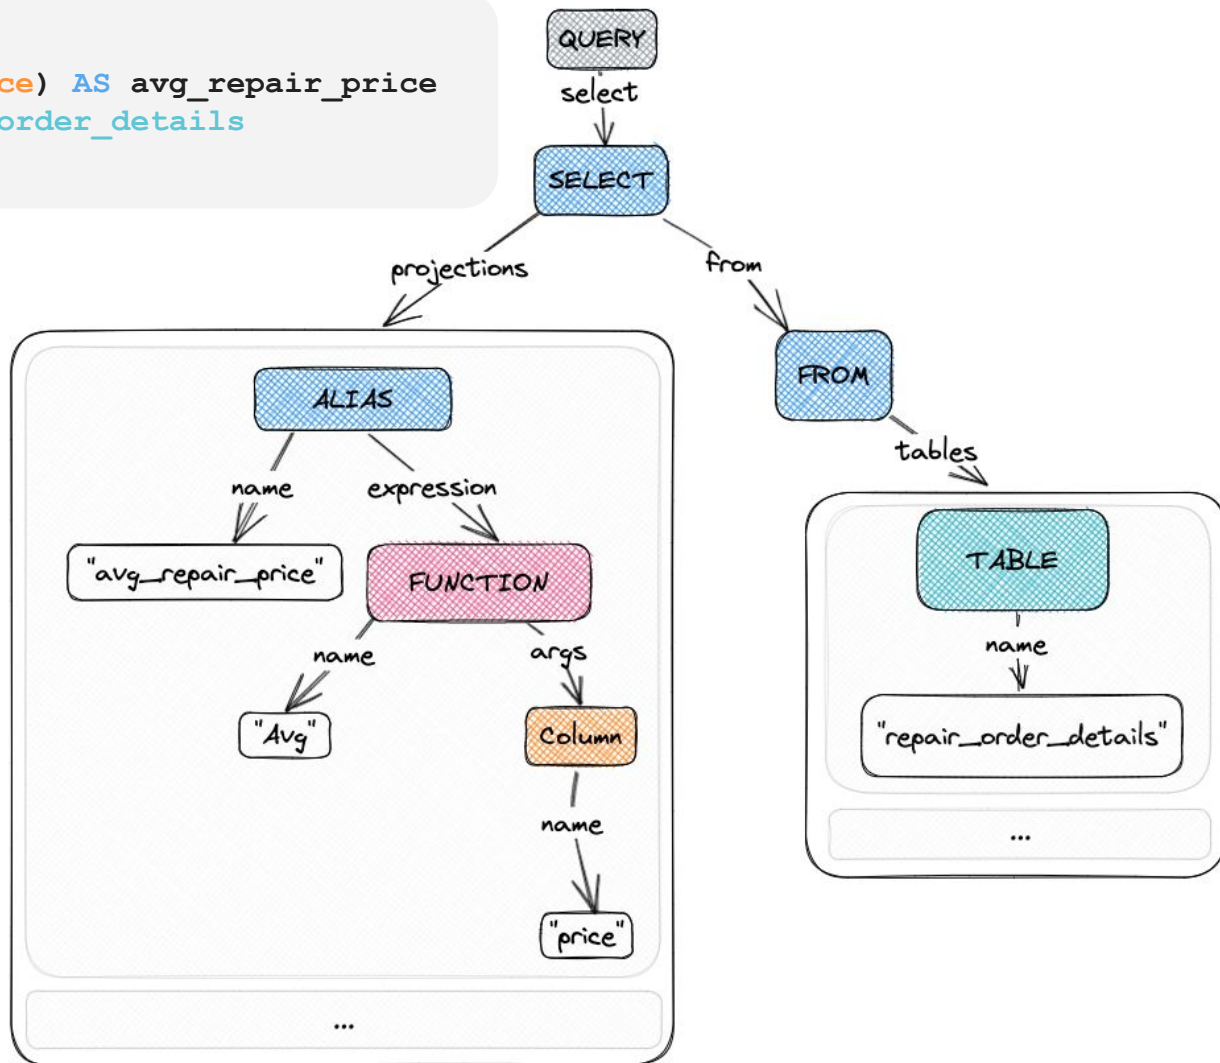 ce) AS avg_repair_price
order_details
QUERY
select
SELECT
projections
from
ALIAS
FROM
name
expression
tables
"avg_repair_price"
FUNCTION
TABLE
name
args
name
"Avg"
Column
"repair_order_details"
name
...
"price"
...